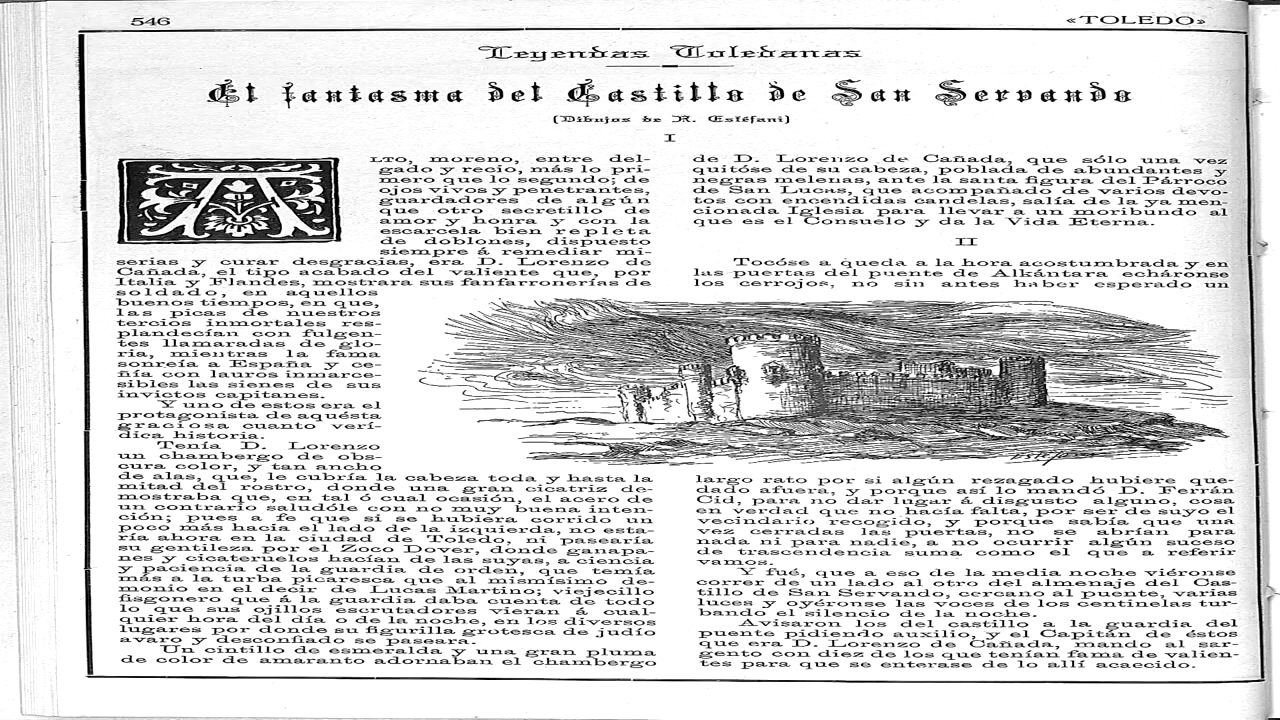 546
«TOLEDO»
Leyendas Toledanas
El fantasma del Castillo de San Servando
(Dibujos de R. Estéfani)
I
ALTO, moreno, entre del-
gado y recio, más lo pri-
mero que lo segundo; de
ojos vivos y penetrantes,
guardadores de algún
que otro secretillo de
amor y honra y con la
escarcela bien repleta
de doblones, dispuesto
siempre á remediar mi-
serias y curar desgracias, era D. Lorenzo de
Cañada, el tipo acabado del valiente que, por
Italia y Flandes, mostrara sus fanfarronerías de
soldado, en aquellos
buenos tiempos, en que,
las picas de nuestros
tercios inmortales res-
plandecían con fulgen-
tes llamaradas de glo-
ria, mientras la fama
sonreía a España y ce-
ñía con lauros inmarce-
sibles las sienes de sus
invictos capitanes.
Y uno de estos era el
protagonista de aquésta
graciosa cuanto verí-
dica historia.
Tenía D. Lorenzo
un chambergo de obs-
cura color, y tan ancho
de alas, que, le cubría la cabeza toda y hasta la
mitad del rostro, donde una gran cicatriz de-
mostraba que, en tal ó cual ocasión, el acero de
un contrario saludóle con no muy buena inten-
ción; pues a fe que si se hubiera corrido un
poco más hacia el lado de la izquierda, no esta-
ría ahora en la ciudad de Toledo, ni pasearía
su gentileza por el Zoco Dover, donde ganapa-
nes y cicateruelos hacían de las suyas, a ciencia
y paciencia de la guardia de orden, que temía
más a la turba picaresca que al mismísimo de-
monio en el decir de Lucas Martino; viejecillo
fisgonero que á la guardia daba cuenta de todo
lo que sus ojillos escrutadores vieran á cual-
quier hora del día o de la noche, en los diversos
lugares por donde su figurilla grotesca de judío
avaro y desconfiado se paseara.
Un cintillo de esmeralda y una gran pluma
de color de amaranto adornaban el chambergo
de D. Lorenzo de Cañada, que sólo una vez
quitóse de su cabeza, poblada de abundantes y
negras melenas, ante la santa figura del Párroco
de San Lucas, que acompañado de varios devo-
tos con encendidas candelas, salía de la ya men-
cionada Iglesia para llevar a un moribundo al
que es el Consuelo y da la Vida Eterna.
II
Tocóse a queda a la hora acostumbrada y en
las puertas del puente de Alkántara echáronse
los cerrojos, no sin antes haber esperado un
Estéfani
largo rato por si algún rezagado hubiere que-
dado afuera, y porque así lo mandó D. Ferrán
Cid, para no dar lugar á disgusto alguno, cosa
en verdad que no hacía falta, por ser de suyo el
vecindario recogido, y porque sabía que una
vez cerradas las puertas, no se abrían para
nada ni para nadie, a no ocurrir algún suceso
de trascendencia suma como el que a referir
vamos.
Y fué, que a eso de la media noche viéronse
correr de un lado al otro del almenaje del Cas-
tillo de San Servando, cercano al puente, varias
luces y oyéronse las voces de los centinelas tur-
bando el silencio de la noche.
Avisaron los del castillo a la guardia del
puente pidiendo auxilio, y el Capitán de éstos
que era D. Lorenzo de Cañada, mando al sar-
gento con diez de los que tenían fama de valien-
tes para que se enterase de lo allí acaecido.